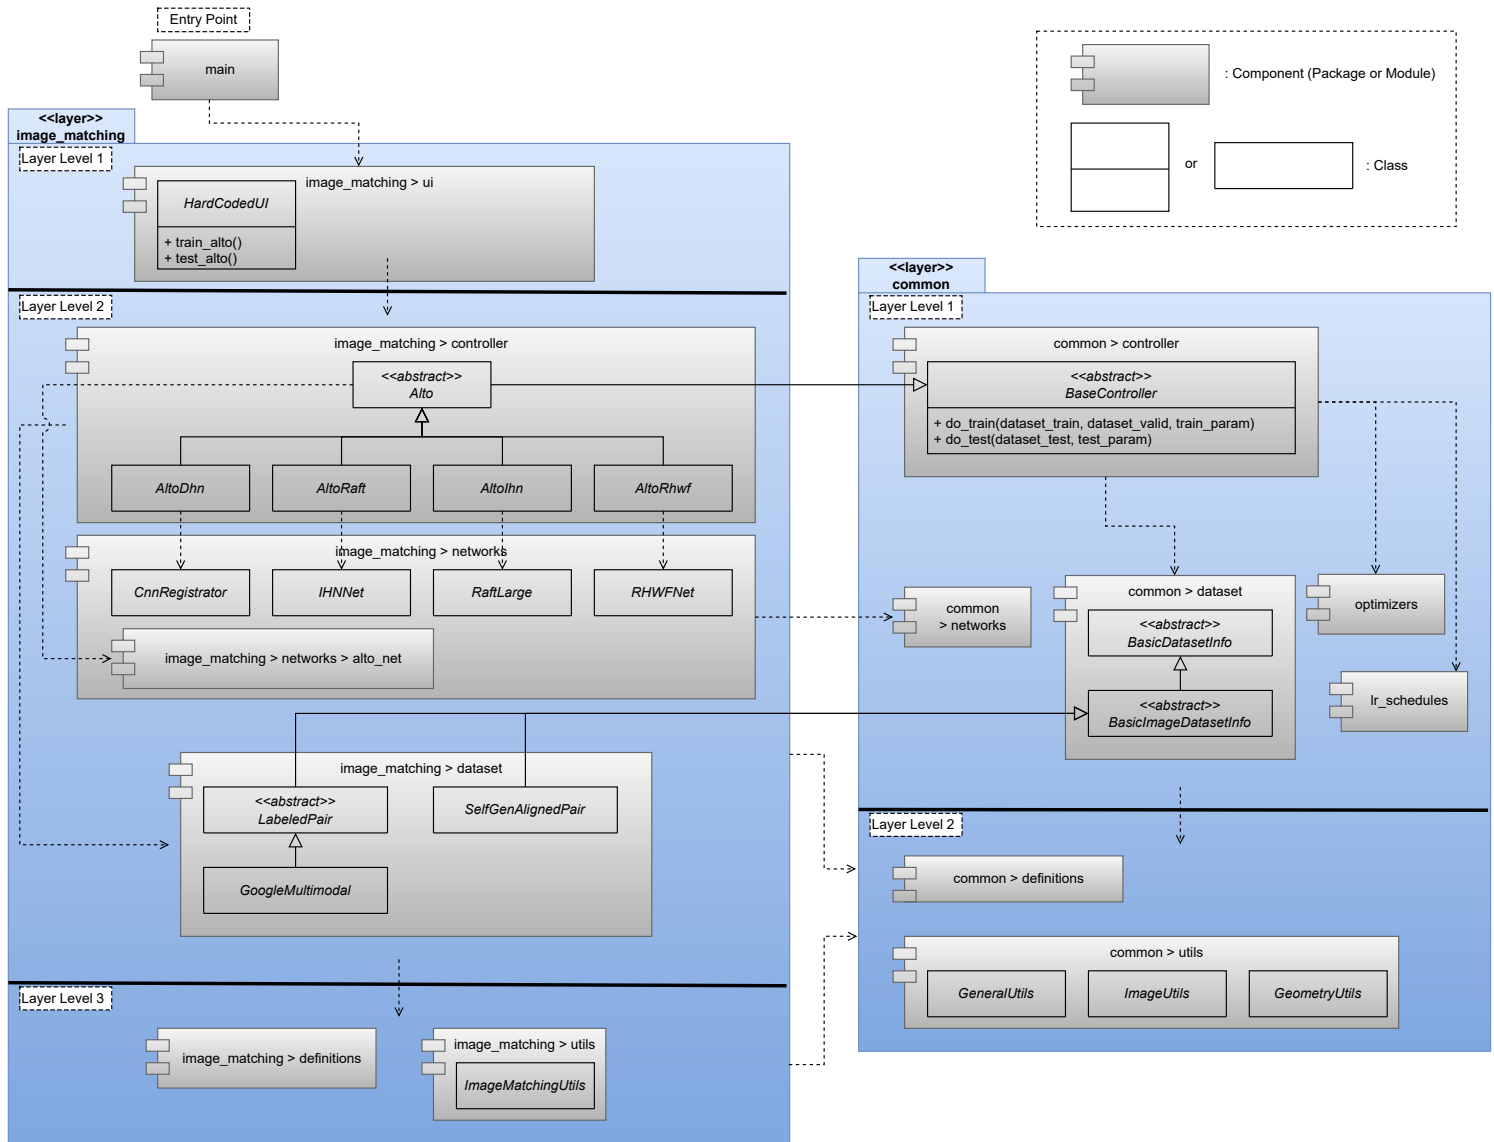 Entry Point
main
: Component (Package or Module)
or
: Class
<<layer>>
image_matching
Layer Level 1
image_matching > ui
HardCodedUI
+ train_alto()
+ test_alto()
Layer Level 2
image_matching > controller
<<abstract>>
Alto
AltoDhn
AltoRaft
AltoIhn
AltoRhwf
image_matching > networks
CnnRegistrator
IHNNet
RaftLarge
RHWFNet
image_matching > networks > alto_net
image_matching > dataset
<<abstract>>
LabeledPair
SelfGenAlignedPair
GoogleMultimodal
Layer Level 3
image_matching > definitions
image_matching > utils
ImageMatchingUtils
<<layer>>
common
Layer Level 1
common > controller
<<abstract>>
BaseController
+ do_train(dataset_train, dataset_valid, train_param)
+ do_test(dataset_test, test_param)
common
> networks
common > dataset
<<abstract>>
BasicDatasetInfo
<<abstract>>
BasicImageDatasetInfo
optimizers
lr_schedules
Layer Level 2
common > definitions
common > utils
GeneralUtils
ImageUtils
GeometryUtils